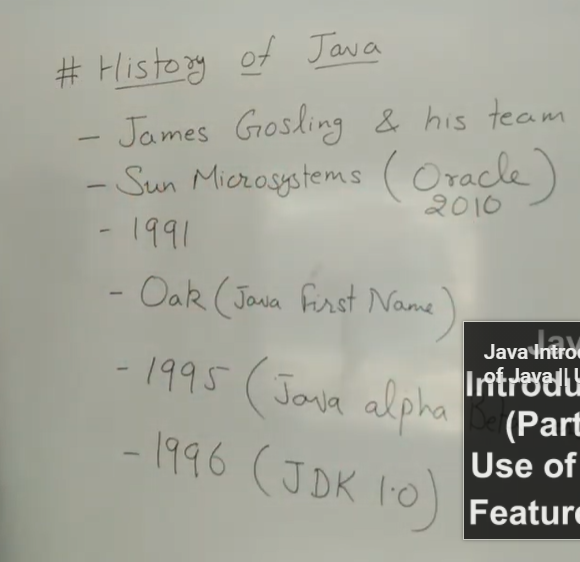 # History of Java
- James Gosling & his team
- Sun Microsystems (Oracle)
2010
- 1991
- Oak (Java First Name)
- 1995 (Java alpha
- 1996 (JDK 1.0)
Java Intro
of Java ||
Introdu
(Part
Use of
Feature